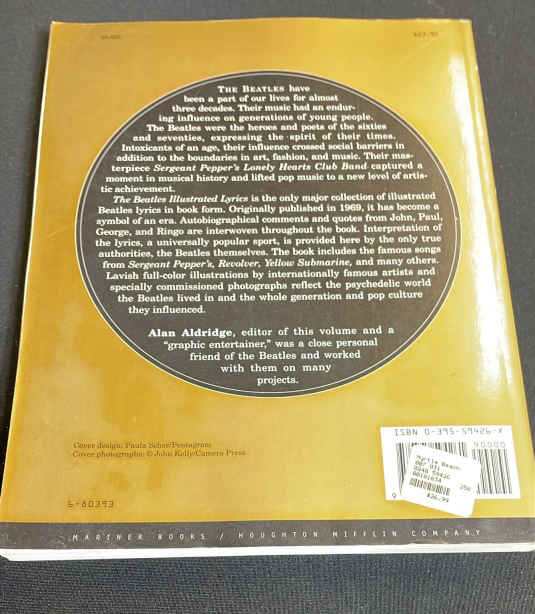 THE BEATLES have
been a part of our lives for almost
three decades. Their music had an endur-
ing influence on generations of young people.
The Beatles were the heroes and poets of the sixties
and seventies, expressing the spirit of their times.
Intoxicants of an age, their influence crossed social barriers in
addition to the boundaries in art, fashion, and music. Their mas-
terpiece Sergeant Pepper's Lonely Hearts Club Band captured a
moment in musical history and lifted pop music to a new level of artis-
tic achievement.
The Beatles Illustrated Lyrics is the only major collection of illustrated
Beatles lyrics in book form. Originally published in 1969, it has become a
symbol of an era. Autobiographical comments and quotes from John, Paul,
George, and Ringo are interwoven throughout the book. Interpretation of
the lyrics, a universally popular sport, is provided here by the only true
authorities, the Beatles themselves. The book includes the famous songs
from Sergeant Pepper's, Revolver, Yellow Submarine, and many others.
Lavish full-color illustrations by internationally famous artists and
specially commissioned photographs reflect the psychedelic world
the Beatles lived in and the whole generation and pop culture
they influenced.
Alan Aldridge, editor of this volume and a
"graphic entertainer," was a close personal
friend of the Beatles and worked
with them on many
projects.
Cover design: Paula Scher/Pentagram
Cover photographs: © John Kelly/Camera Press
6-80393
ISBN 0-395-59426-X
90000
9
Myrtle Beach
$26.99
MARINER BOOKS / HOUGHTON MIFFLIN COMPANY